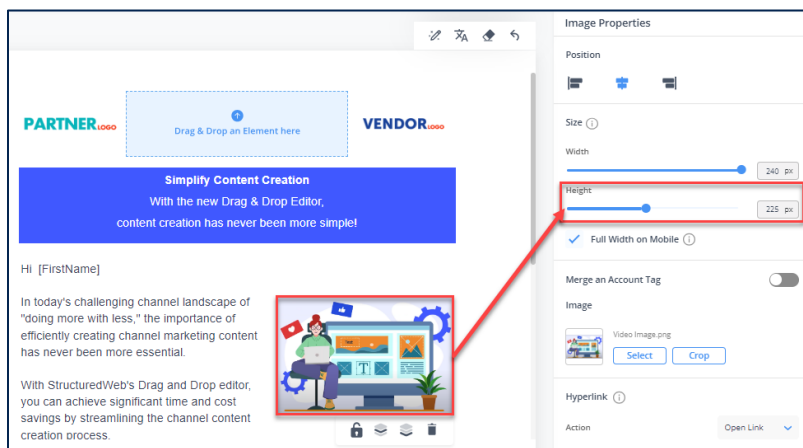 Image Properties
Position
PARTNER LOGO
Drag & Drop an Element here
VENDOR LOGO
Size
Width
240 px
Height
225 px
Simplify Content Creation
With the new Drag & Drop Editor,
content creation has never been more simple!
Full Width on Mobile
Hi [FirstName]
In today's challenging channel landscape of
"doing more with less," the importance of
efficiently creating channel marketing content
has never been more essential.
With StructuredWeb's Drag and Drop editor,
you can achieve significant time and cost
savings by streamlining the channel content
creation process.
T
Merge an Account Tag
Image
Video Image.png
Select
Crop
Hyperlink
Action
Open Link